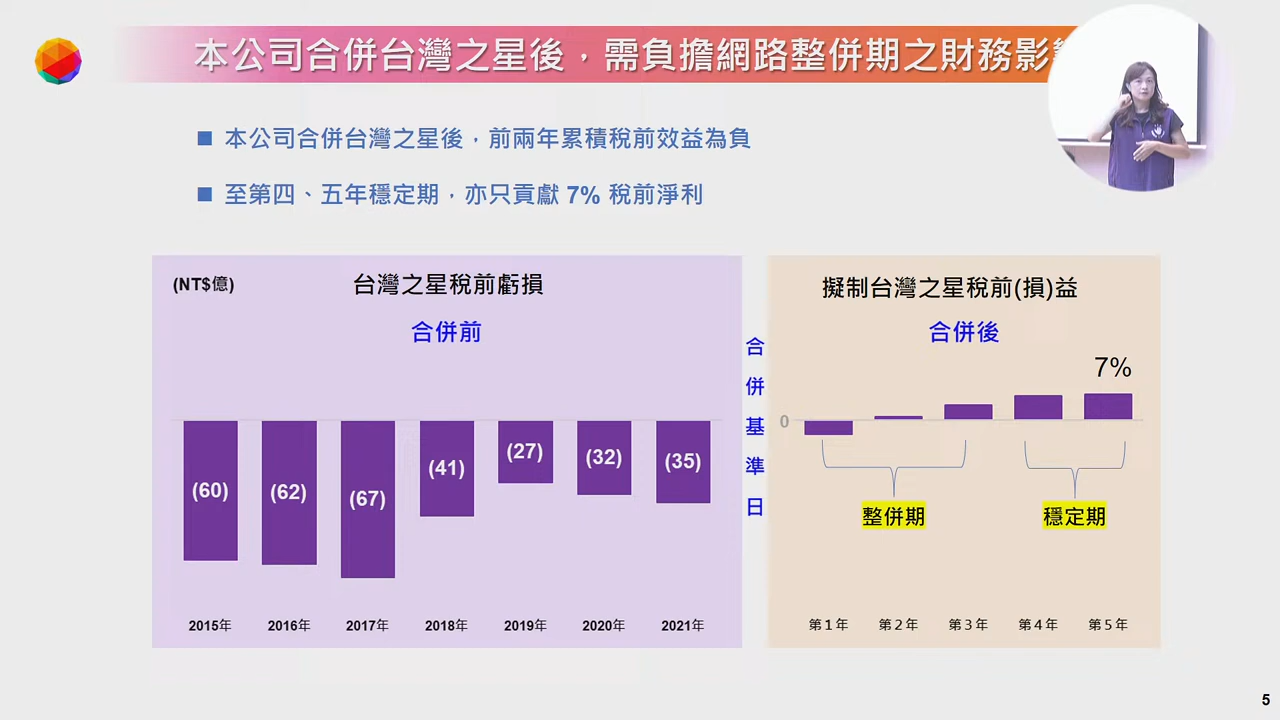 本公司合併台灣之星後，需負擔網路整併期之財務影
■ 本公司合併台灣之星後，前兩年累積稅前效益為負
■ 至第四、五年穩定期，亦只貢獻 7% 稅前淨利
(NT$億)
台灣之星稅前虧損
合併前
(60)
(62)
(67)
(41)
(27)
(32)
(35)
2015年
2016年
2017年
2018年
2019年
2020年
2021年
合併基準日
擬制台灣之星稅前(損)益
合併後
7%
0
整併期
穩定期
第1年
第2年
第3年
第4年
第5年
5